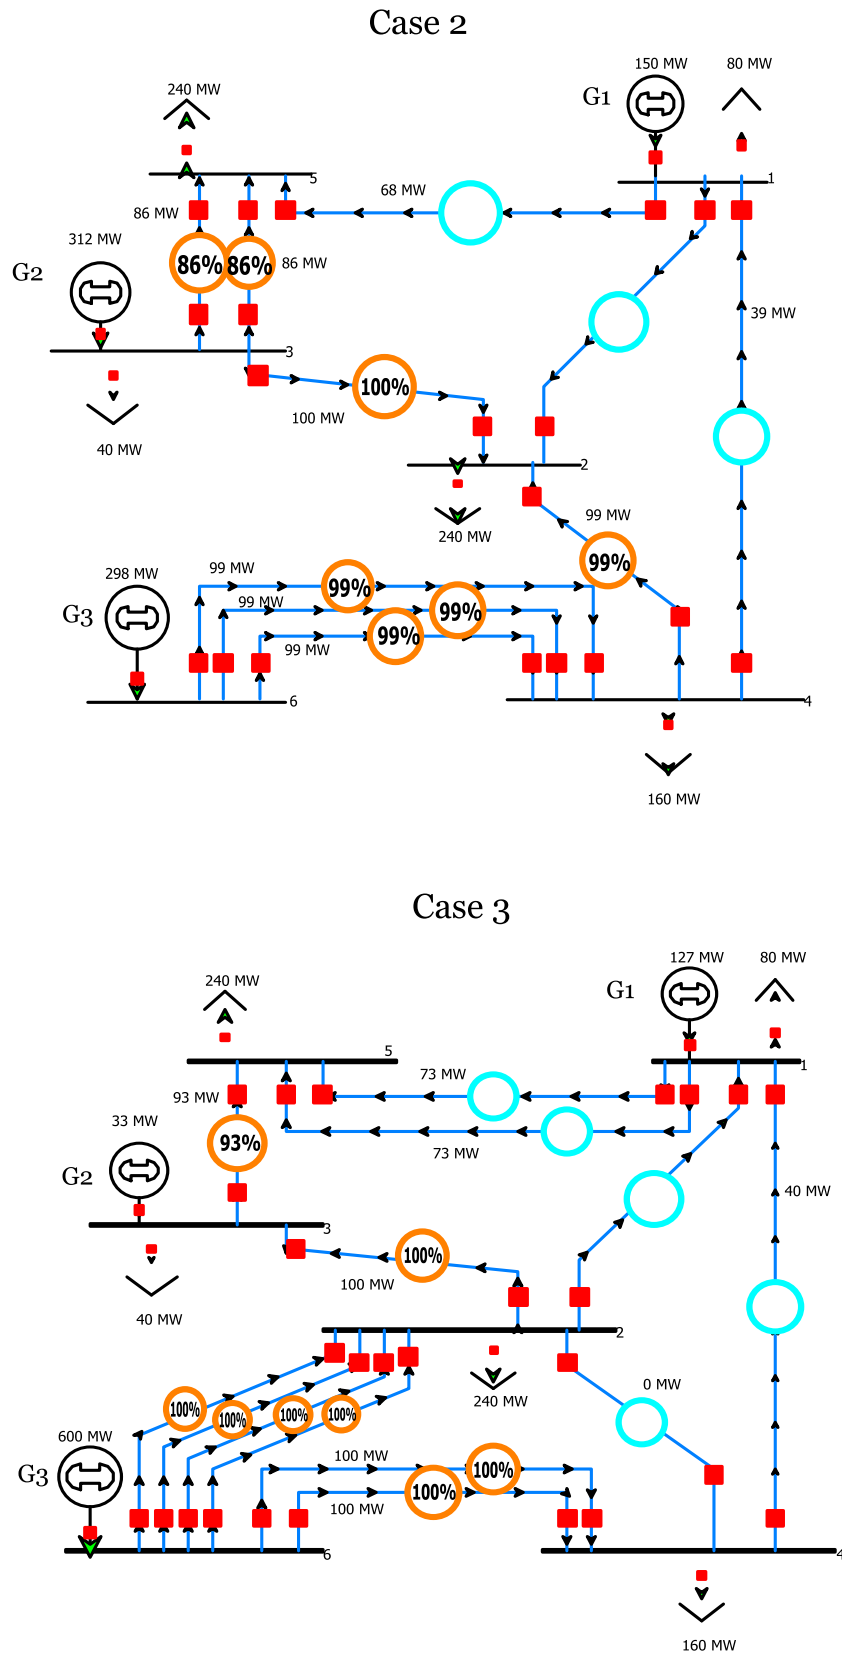 Case 2
150 MW
80 MW
240 MW
G1
5
1
68 MW
86 MW
312 MW
G2
86%
86%
86 MW
39 MW
3
100%
100 MW
40 MW
2
99 MW
240 MW
99%
298 MW
99 MW
G3
99%
99 MW
99%
99%
99 MW
6
4
160 MW
Case 3
127 MW
80 MW
240 MW
G1
5
1
73 MW
93 MW
33 MW
93%
73 MW
G2
40 MW
3
100%
100 MW
40 MW
2
0 MW
240 MW
100%
100%
100%
100%
600 MW
G3
100 MW
100%
100%
100 MW
6
4
160 MW